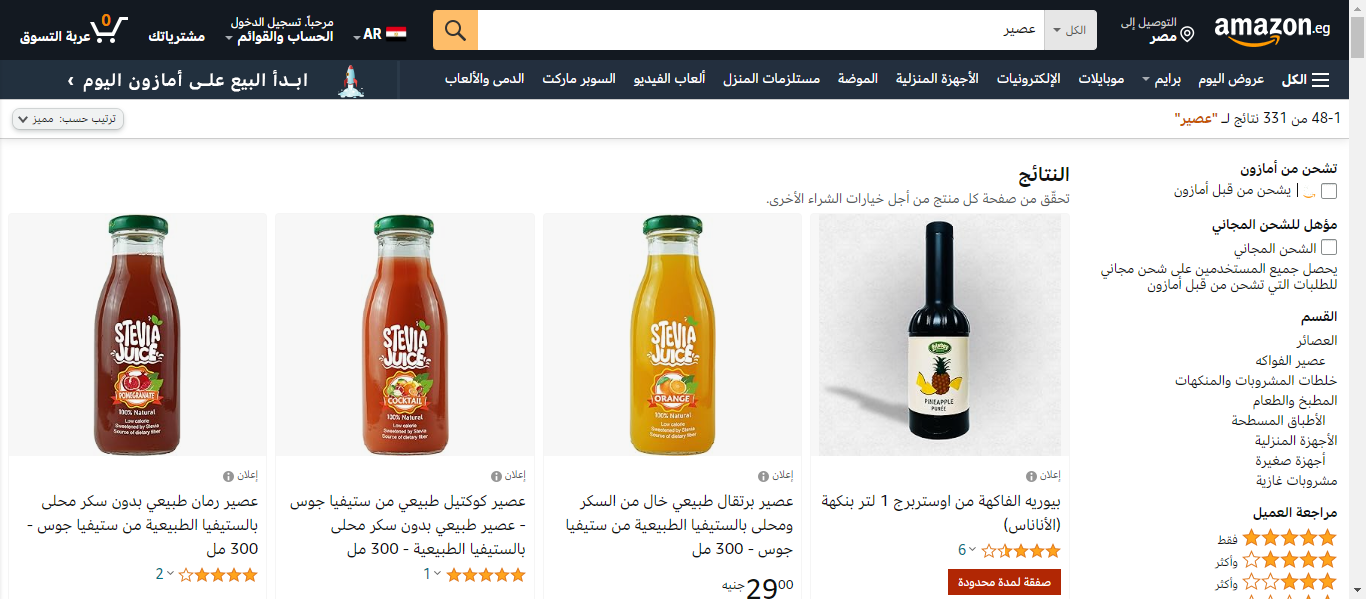 amazon.eg
التوصيل إلى
مصر
الكل
عصير
AR
مرحباً. تسجيل الدخول
الحساب والقوائم
مشترياتك
0
عربة التسوق
الكل
عروض اليوم
برايم
موبايلات
الإلكترونيات
الأجهزة المنزلية
الموضة
مستلزمات المنزل
ألعاب الفيديو
السوبر ماركت
الدمى والألعاب
ابـدأ البيع علـى أمازون اليوم ›
1-48 من 331 نتائج لـ "عصير"
ترتيب حسب: مميز
تشحن من أمازون
يشحن من قبل أمازون
مؤهل للشحن المجاني
الشحن المجاني
يحصل جميع المستخدمين على شحن مجاني
للطلبات التي تشحن من قبل أمازون
القسم
العصائر
عصير الفواكه
خلطات المشروبات والمنكهات
المطبخ والطعام
الأطباق المسطحة
الأجهزة المنزلية
أجهزة صغيرة
مشروبات غازية
مراجعة العميل
فقط
وأكثر
وأكثر
النتائج
تحقّق من صفحة كل منتج من أجل خيارات الشراء الأخرى.
PINEAPPLE
PURÉE
إعلان
بيوريه الفاكهة من اوستربرج 1 لتر بنكهة
(الأناناس)
6
صفقة لمدة محدودة
STEVIA
JUICE
ORANGE
100% Natural
Low calorie
Sweetened by Stevia
Source of dietary fiber
إعلان
عصير برتقال طبيعي خال من السكر
ومحلى بالستيفيا الطبيعية من ستيفيا
جوس - 300 مل
2900 جنيه
STEVIA
JUICE
COCKTAIL
100% Natural
Low calorie
Sweetened by Stevia
Source of dietary fiber
إعلان
عصير كوكتيل طبيعي من ستيفيا جوس
- عصير طبيعي بدون سكر محلى
بالستيفيا الطبيعية - 300 مل
1
STEVIA
JUICE
POMEGRANATE
100% Natural
Low calorie
Sweetened by Stevia
Source of dietary fiber
إعلان
عصير رمان طبيعي بدون سكر محلى
بالستيفيا الطبيعية من ستيفيا جوس -
300 مل
2